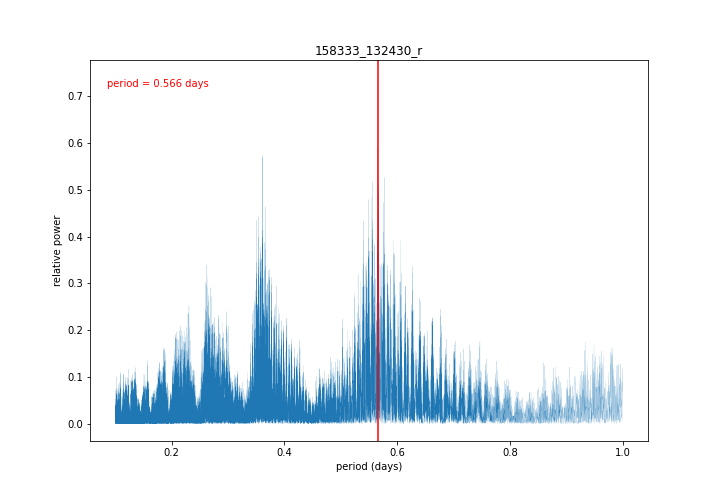 158333_132430_r
period = 0.566 days
relative power
0.7
0.6
0.5
0.4
0.3
0.2
0.1
0.0
0.2 0.4 0.6 0.8 1.0
period (days)